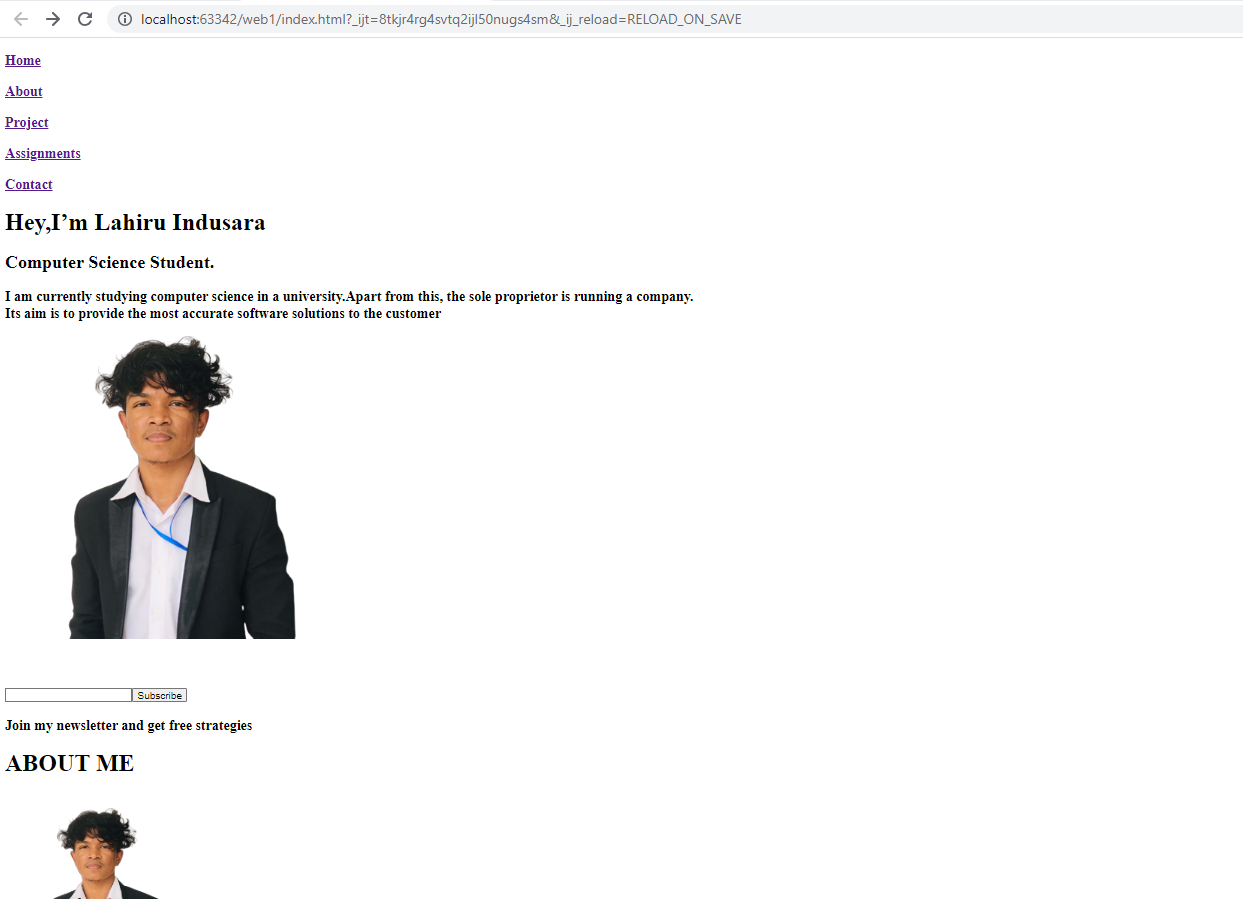 localhost:63342/web1/index.html?_ijt=8tkjr4rg4svtq2ijl50nugs4sm&_ij_reload=RELOAD_ON_SAVE
Home
About
Project
Assignments
Contact
Hey,I’m Lahiru Indusara
Computer Science Student.
I am currently studying computer science in a university.Apart from this, the sole proprietor is running a company.
Its aim is to provide the most accurate software solutions to the customer
Subscribe
Join my newsletter and get free strategies
ABOUT ME